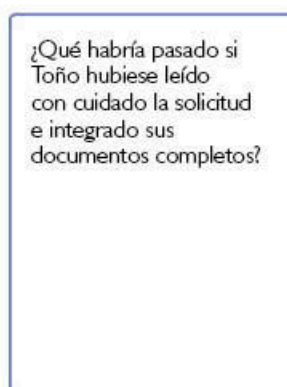 ¿Qué habría pasado si
Toño hubiese leído
con cuidado la solicitud
e integrado sus
documentos completos?